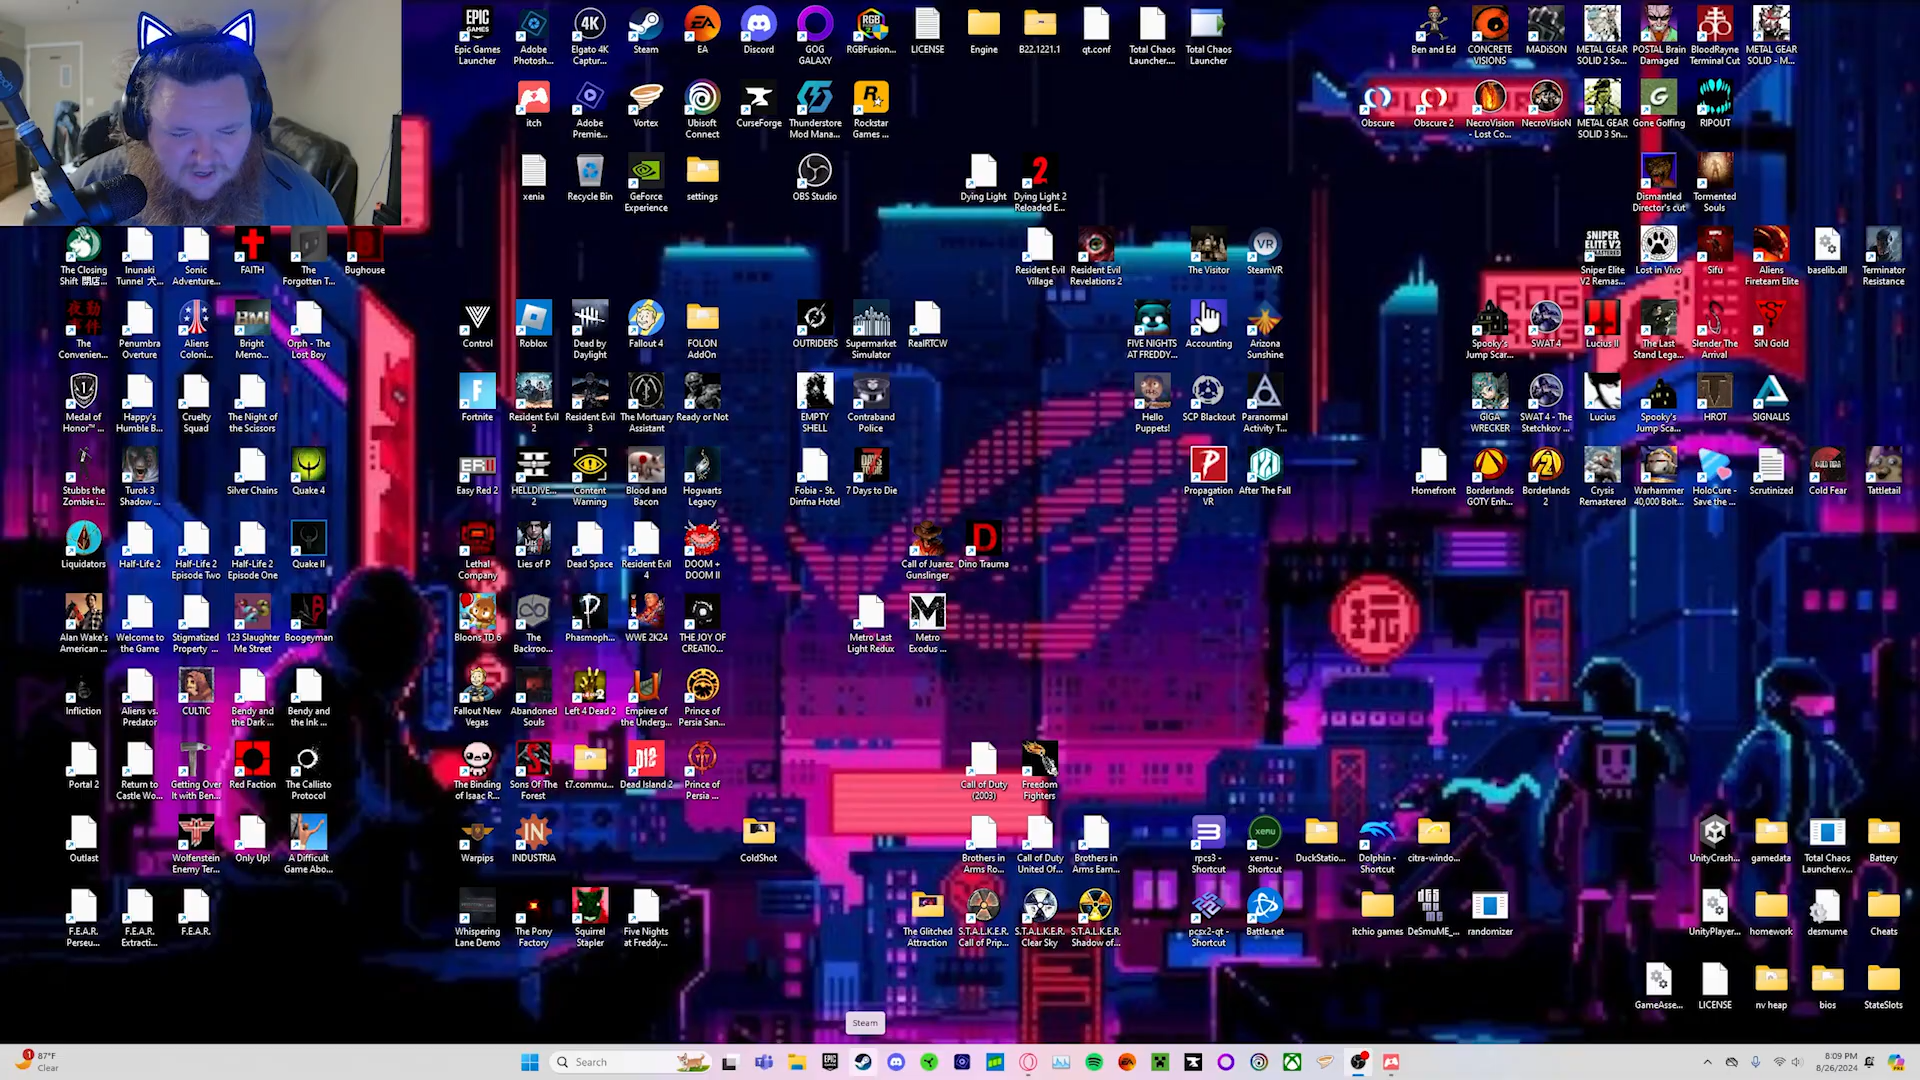 Epic Games
Launcher
Adobe
Photosh...
Elgato 4K
Captur...
Steam
EA
Discord
GOG
GALAXY
RGBFusion...
LICENSE
Engine
B22.1221.1
qt.conf
Total Chaos
Launcher....
Total Chaos
Launcher
Ben and Ed
CONCRETE
VISIONS
MADiSON
METAL GEAR
SOLID 2 So...
POSTAL Brain
Damaged
BloodRayne
Terminal Cut
METAL GEAR
SOLID - M...
itch
Adobe
Premie...
Vortex
Ubisoft
Connect
CurseForge
Thunderstore
Mod Mana...
Rockstar
Games ...
Obscure
Obscure 2
NecroVision
- Lost Co...
NecroVisioN
METAL GEAR
SOLID 3 Sn...
Gone Golfing
RIPOUT
xenia
Recycle Bin
GeForce
Experience
settings
OBS Studio
Dying Light
Dying Light 2
Reloaded E...
Dismantled
Director's cut
Tormented
Souls
The Closing
Shift 閉店...
Inunaki
Tunnel 犬...
Sonic
Adventure...
FAITH
The
Forgotten T...
Bughouse
Resident Evil
Village
Resident Evil
Revelations 2
The Visitor
SteamVR
Sniper Elite
V2 Remas...
Lost in Vivo
Sifu
Aliens
Fireteam Elite
baselib.dll
Terminator
Resistance
The
Convenien...
Penumbra
Overture
Aliens
Coloni...
Bright
Memo...
Orph - The
Lost Boy
Control
Roblox
Dead by
Daylight
Fallout 4
FOLON
AddOn
OUTRIDERS
Supermarket
Simulator
RealRTCW
FIVE NIGHTS
AT FREDDY...
Accounting
Arizona
Sunshine
Spooky's
Jump Scar...
SWAT 4
Lucius II
The Last
Stand Lega...
Slender The
Arrival
SiN Gold
Medal of
Honor™ ...
Happy's
Humble B...
Cruelty
Squad
The Night of
the Scissors
Fortnite
Resident Evil
2
Resident Evil
3
The Mortuary
Assistant
Ready or Not
EMPTY
SHELL
Contraband
Police
Hello
Puppets!
SCP Blackout
Paranormal
Activity T...
GIGA
WRECKER
SWAT 4 - The
Stetchkov ...
Lucius
Spooky's
Jump Sca...
HROT
SIGNALIS
Stubbs the
Zombie i...
Turok 3
Shadow ...
Silver Chains
Quake 4
Easy Red 2
HELLDIVE...
2
Content
Warning
Blood and
Bacon
Hogwarts
Legacy
Fobia - St.
Dinfna Hotel
7 Days to Die
Propagation
VR
After The Fall
Homefront
Borderlands
GOTY Enh...
Borderlands
2
Crysis
Remastered
Warhammer
40,000 Bolt...
HoloCure -
Save the ...
Scrutinized
Cold Fear
Tattletail
Liquidators
Half-Life 2
Half-Life 2
Episode Two
Half-Life 2
Episode One
Quake II
Lethal
Company
Lies of P
Dead Space
Resident Evil
4
DOOM +
DOOM II
Call of Juarez
Gunslinger
Dino Trauma
Alan Wake's
American ...
Welcome to
the Game
Stigmatized
Property ...
123 Slaughter
Me Street
Boogeyman
Bloons TD 6
The
Backroo...
Phasmoph...
WWE 2K24
THE JOY OF
CREATIO...
Metro Last
Light Redux
Metro
Exodus ...
Infliction
Aliens vs.
Predator
CULTIC
Bendy and
the Dark ...
Bendy and
the Ink ...
Fallout New
Vegas
Abandoned
Souls
Left 4 Dead 2
Empires of
the Underg...
Prince of
Persia San...
Portal 2
Return to
Castle Wo...
Getting Over
It with Ben...
Red Faction
The Callisto
Protocol
The Binding
of Isaac R...
Sons Of The
Forest
t7.commu...
Dead Island 2
Prince of
Persia ...
Call of Duty
(2003)
Freedom
Fighters
Outlast
Wolfenstein
Enemy Ter...
Only Up!
A Difficult
Game Abo...
Warpips
INDUSTRIA
ColdShot
Brothers in
Arms Ro...
Call of Duty
United Of...
Brothers in
Arms Earn...
rpcs3 -
Shortcut
xemu -
Shortcut
DuckStatio...
Dolphin -
Shortcut
citra-windo...
UnityCrash...
gamedata
Total Chaos
Launcher.v...
Battery
F.E.A.R.
Perseu...
F.E.A.R.
Extracti...
F.E.A.R.
Whispering
Lane Demo
The Pony
Factory
Squirrel
Stapler
Five Nights
at Freddy...
The Glitched
Attraction
S.T.A.L.K.E.R.
Call of Prip...
S.T.A.L.K.E.R.
Clear Sky
S.T.A.L.K.E.R.
Shadow of...
pcsx2-qt -
Shortcut
Battle.net
itchio games
DeSmuME_...
randomizer
UnityPlayer...
homework
desmume
Cheats
GameAsse...
LICENSE
nv heap
bios
StateSlots
Steam
87°F
Clear
Search
8:09 PM
8/26/2024